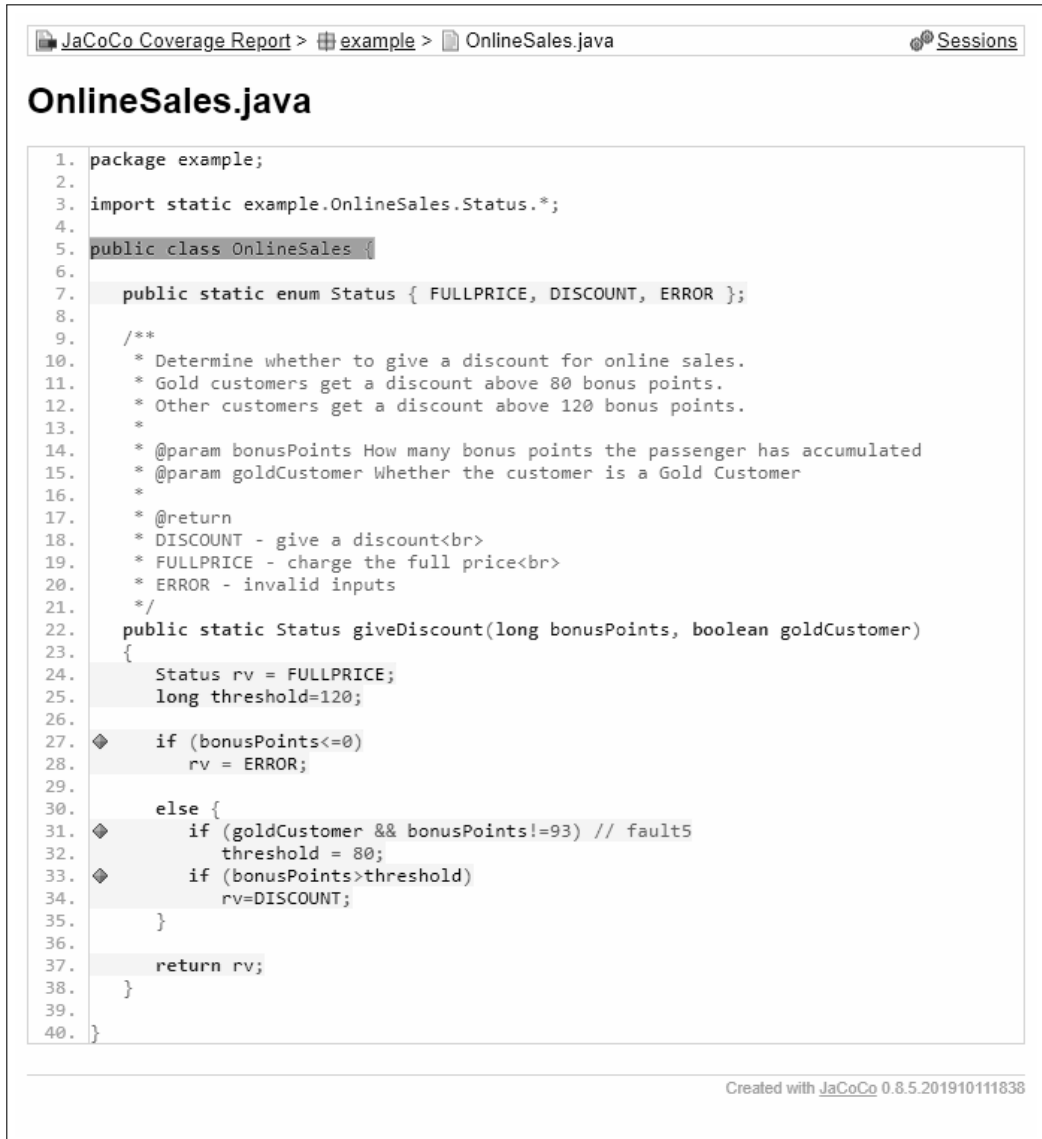 JaCoCo Coverage Report > example > OnlineSales.java Sessions
OnlineSales.java
1. package example;
2.
3. import static example.OnlineSales.Status.*;
4.
5. public class OnlineSales {
6.
7.    public static enum Status { FULLPRICE, DISCOUNT, ERROR };
8.
9.    /**
10.     * Determine whether to give a discount for online sales.
11.     * Gold customers get a discount above 80 bonus points.
12.     * Other customers get a discount above 120 bonus points.
13.     *
14.     * @param bonusPoints How many bonus points the passenger has accumulated
15.     * @param goldCustomer Whether the customer is a Gold Customer
16.     *
17.     * @return
18.     * DISCOUNT - give a discount<br>
19.     * FULLPRICE - charge the full price<br>
20.     * ERROR - invalid inputs
21.     */
22.    public static Status giveDiscount(long bonusPoints, boolean goldCustomer)
23.    {
24.       Status rv = FULLPRICE;
25.       long threshold=120;
26.
27.       if (bonusPoints<=0)
28.          rv = ERROR;
29.
30.       else {
31.          if (goldCustomer && bonusPoints!=93) // fault5
32.             threshold = 80;
33.          if (bonusPoints>threshold)
34.             rv=DISCOUNT;
35.       }
36.
37.       return rv;
38.    }
39.
40. }
Created with JaCoCo 0.8.5.201910111838